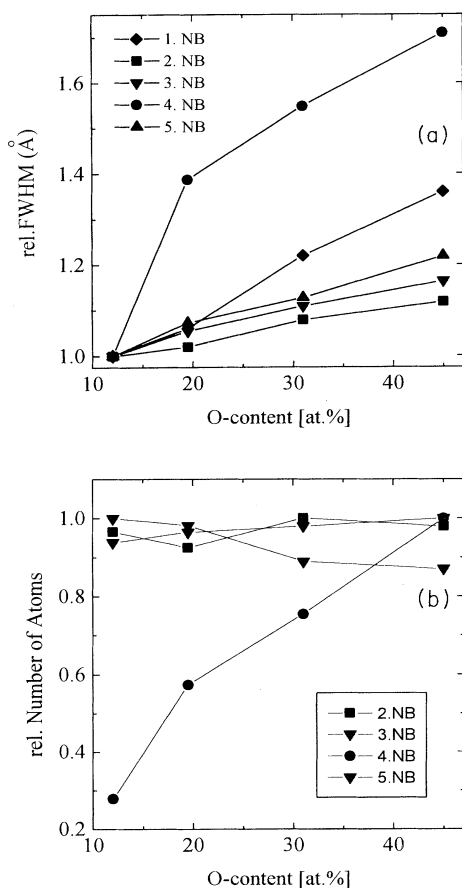 1. NB
2. NB
3. NB
4. NB
5. NB
(a)
rel.FWHM (Å)
1.6
1.4
1.2
1.0
10 20 30 40
O-content [at.%]
2.NB
3.NB
4.NB
5.NB
(b)
rel. Number of Atoms
1.0
0.8
0.6
0.4
0.2
10 20 30 40
O-content [at.%]